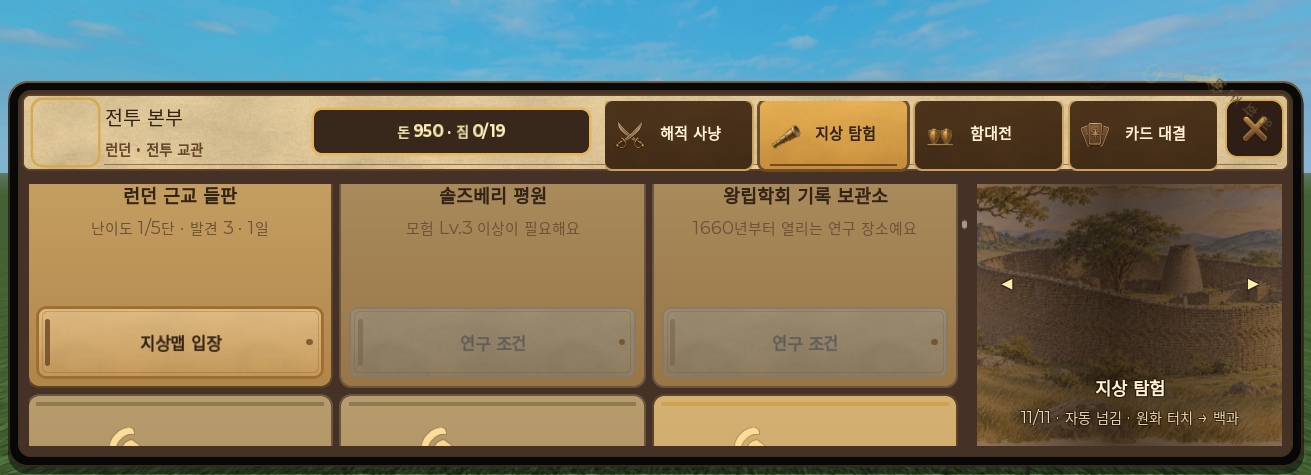 전투 본부
런던 · 전투 교관
돈 950 · 짐 0/19
해적 사냥
지상 탐험
함대전
카드 대결
런던 근교 들판
난이도 1/5단 · 발견 3 · 1일
지상맵 입장
솔즈베리 평원
모험 Lv.3 이상이 필요해요
연구 조건
왕립학회 기록 보관소
1660년부터 열리는 연구 장소예요
연구 조건
지상 탐험
11/11 · 자동 넘김 · 원화 터치 → 백과